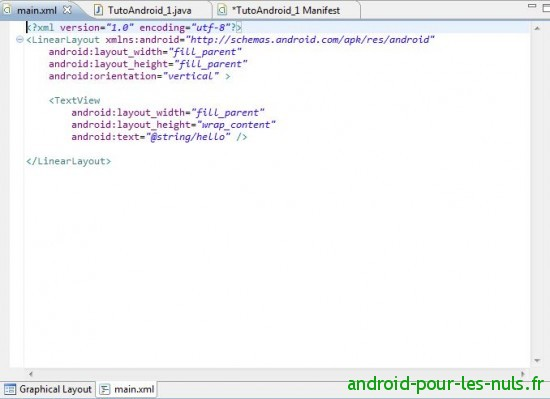 main.xml TutoAndroid_1.java *TutoAndroid_1 Manifest
<?xml version="1.0" encoding="utf-8"?>
<LinearLayout xmlns:android="http://schemas.android.com/apk/res/android"
    android:layout_width="fill_parent"
    android:layout_height="fill_parent"
    android:orientation="vertical" >
    <TextView
        android:layout_width="fill_parent"
        android:layout_height="wrap_content"
        android:text="@string/hello" />
</LinearLayout>
Graphical Layout main.xml
android-pour-les-nuls.fr